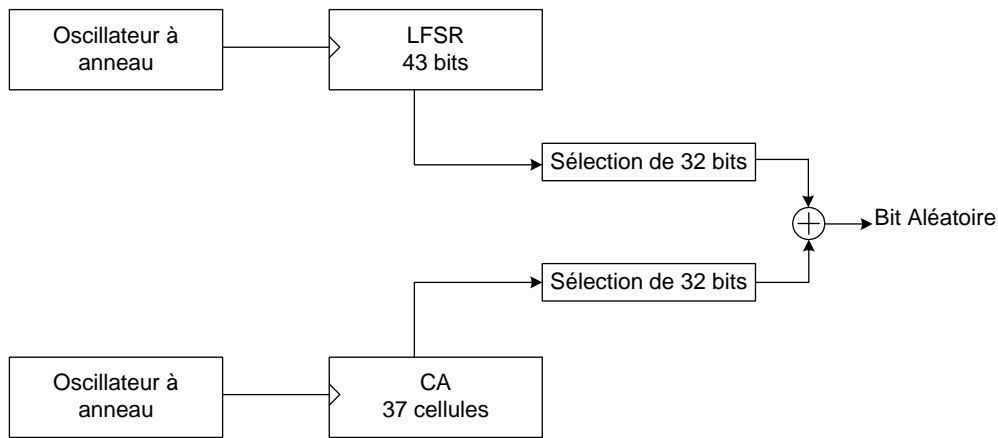 Oscillateur à
anneau
LFSR
43 bits
Sélection de 32 bits
Bit Aléatoire
Sélection de 32 bits
Oscillateur à
anneau
CA
37 cellules